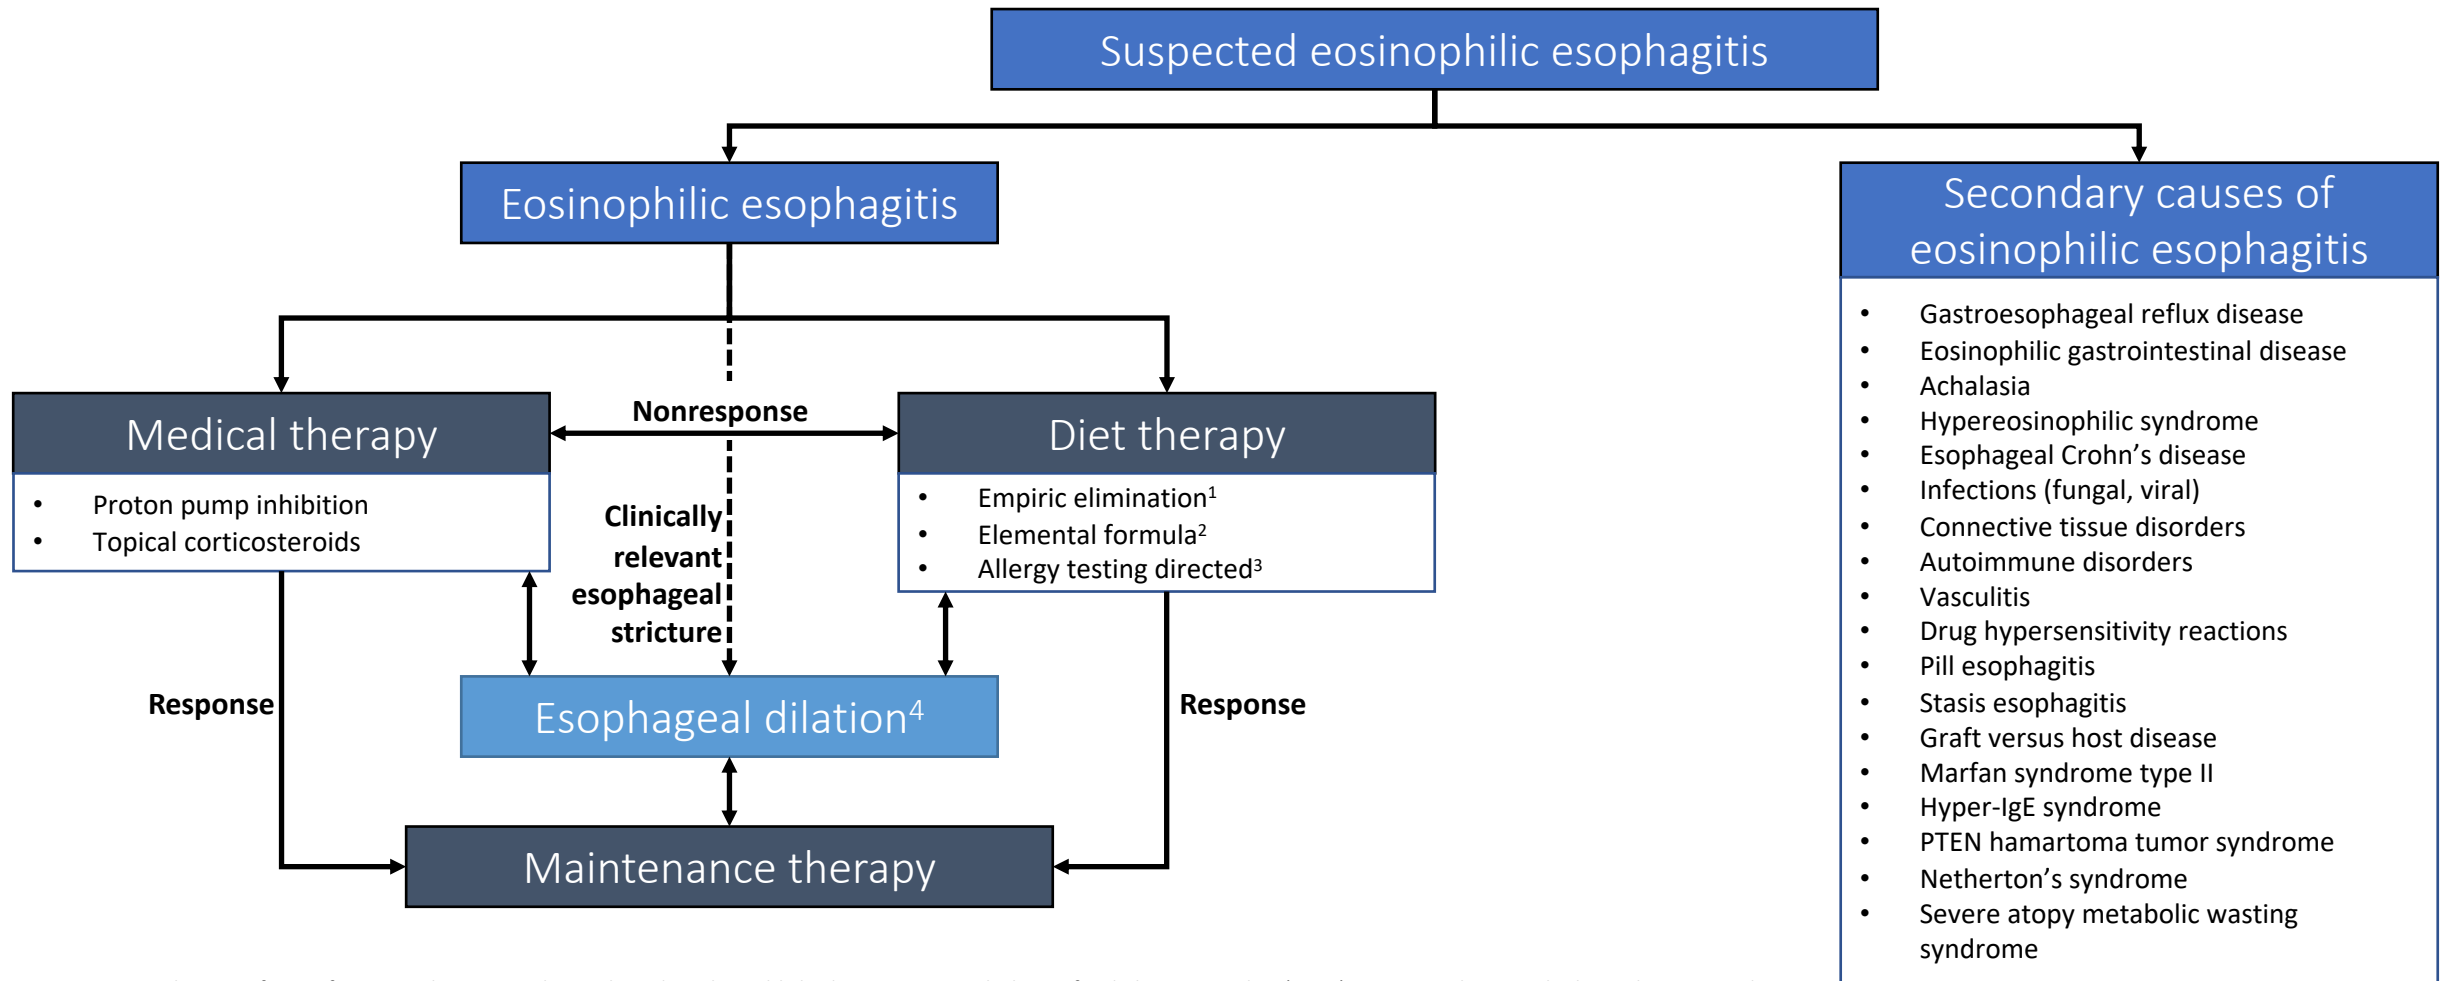 Suspected eosinophilic esophagitis
Eosinophilic esophagitis
Secondary causes of
eosinophilic esophagitis
• Gastroesophageal reflux disease
• Eosinophilic gastrointestinal disease
• Achalasia
• Hypereosinophilic syndrome
• Esophageal Crohn’s disease
• Infections (fungal, viral)
• Connective tissue disorders
• Autoimmune disorders
• Vasculitis
• Drug hypersensitivity reactions
• Pill esophagitis
• Stasis esophagitis
• Graft versus host disease
• Marfan syndrome type II
• Hyper-IgE syndrome
• PTEN hamartoma tumor syndrome
• Netherton’s syndrome
• Severe atopy metabolic wasting
syndrome
Medical therapy
• Proton pump inhibition
• Topical corticosteroids
Nonresponse
Diet therapy
• Empiric elimination¹
• Elemental formula²
• Allergy testing directed³
Clinically
relevant
esophageal
stricture
Response
Esophageal dilation⁴
Response
Maintenance therapy